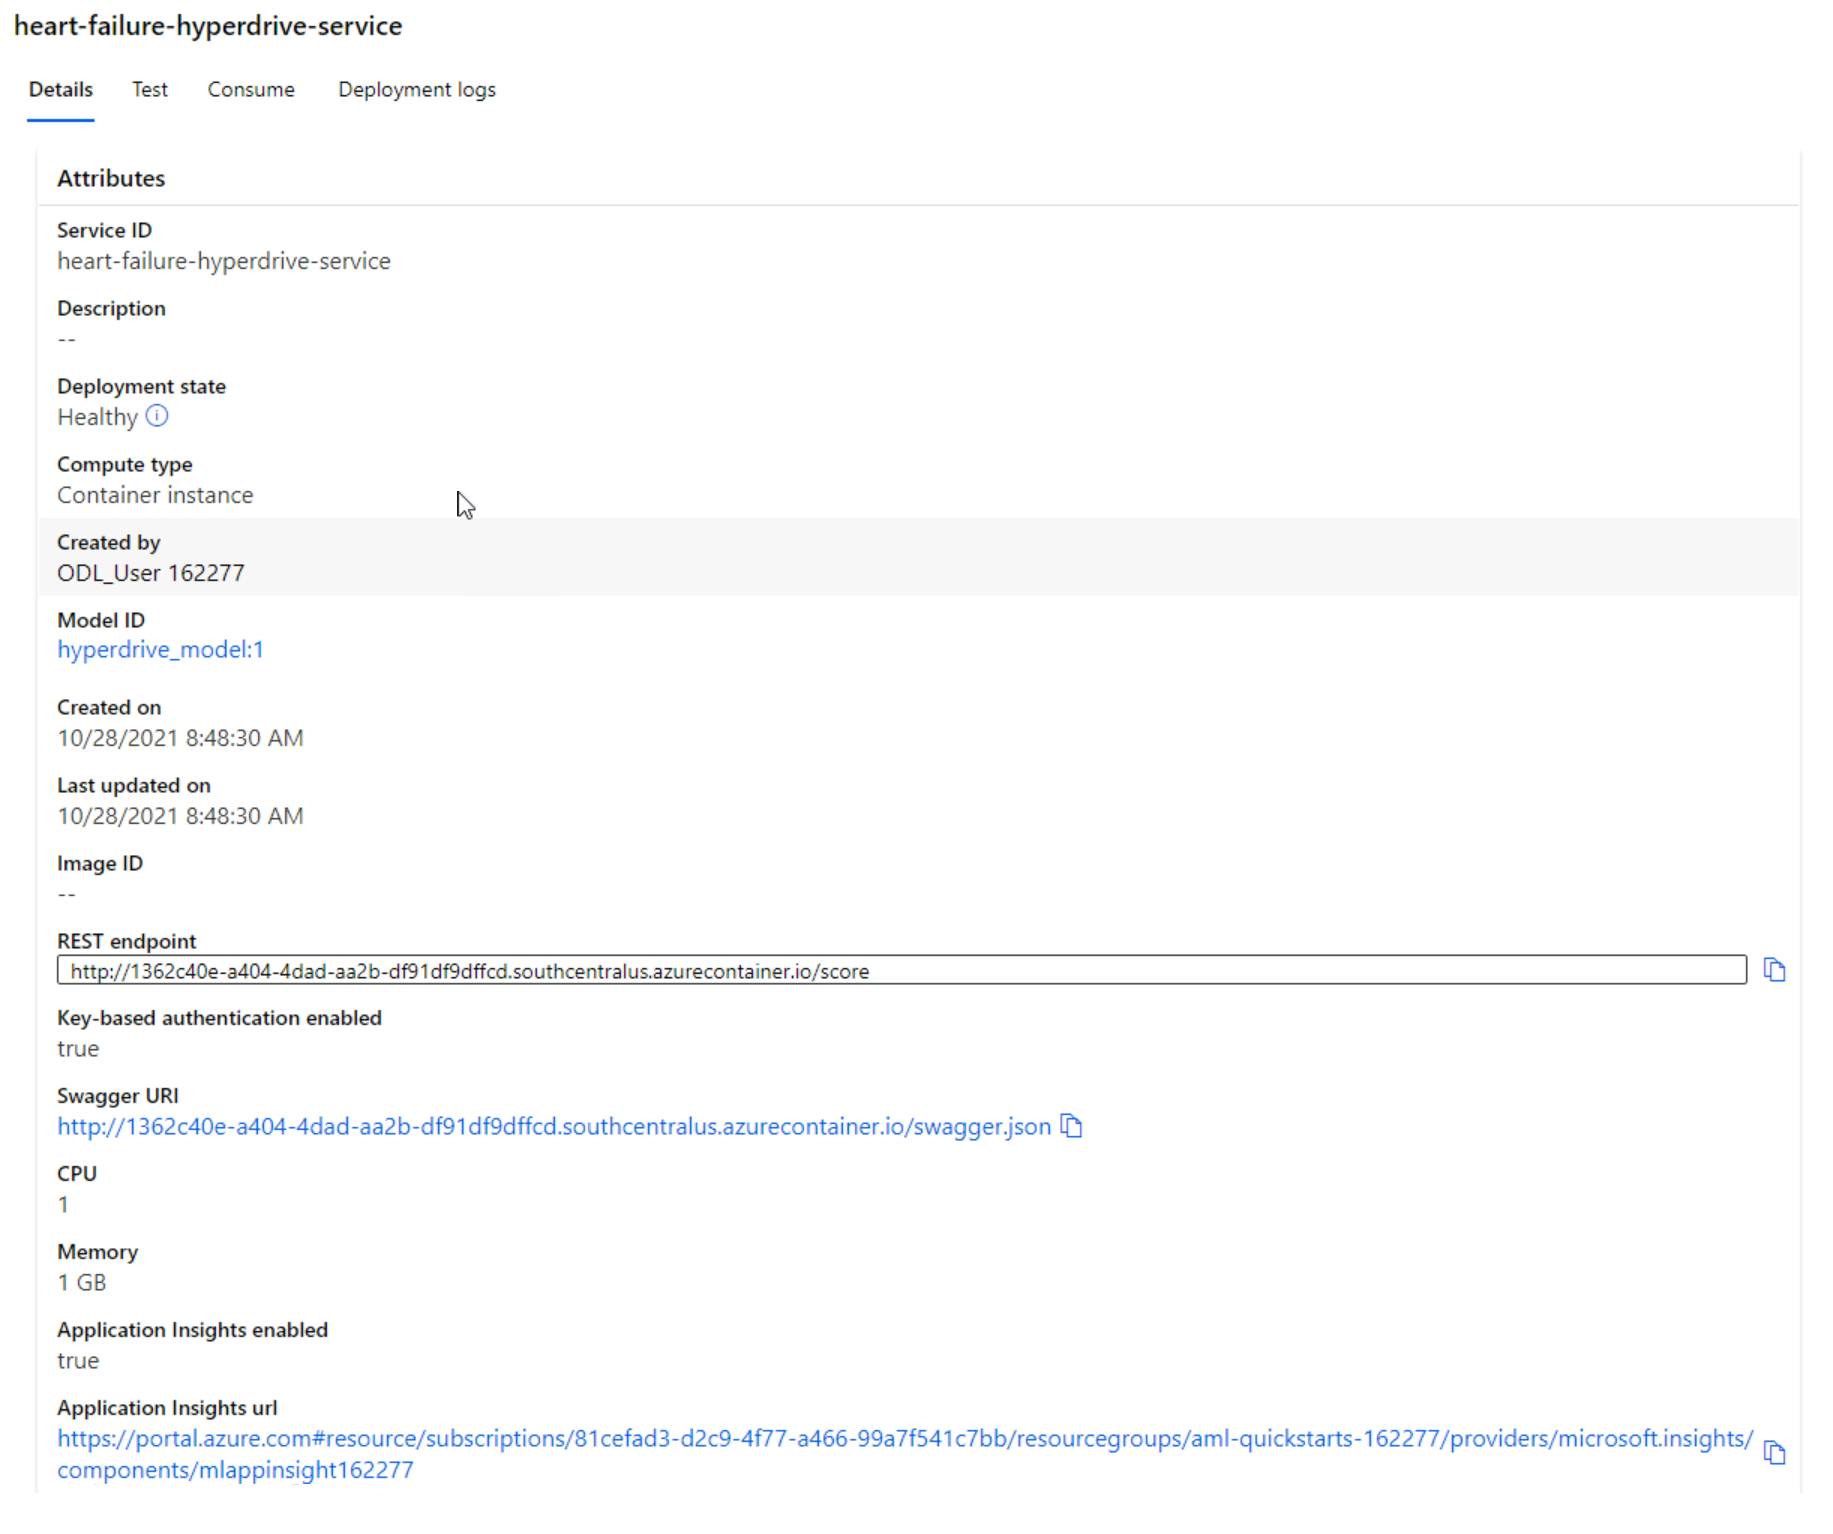 heart-failure-hyperdrive-service
Details Test Consume Deployment logs
Attributes
Service ID
heart-failure-hyperdrive-service
Description
--
Deployment state
Healthy
Compute type
Container instance
Created by
ODL_User 162277
Model ID
hyperdrive_model:1
Created on
10/28/2021 8:48:30 AM
Last updated on
10/28/2021 8:48:30 AM
Image ID
--
REST endpoint
http://1362c40e-a404-4dad-aa2b-df91df9dffcd.southcentralus.azurecontainer.io/score
Key-based authentication enabled
true
Swagger URI
http://1362c40e-a404-4dad-aa2b-df91df9dffcd.southcentralus.azurecontainer.io/swagger.json
CPU
1
Memory
1 GB
Application Insights enabled
true
Application Insights url
https://portal.azure.com#resource/subscriptions/81cefad3-d2c9-4f77-a466-99a7f541c7bb/resourcegroups/aml-quickstarts-162277/providers/microsoft.insights/
components/mlappinsight162277